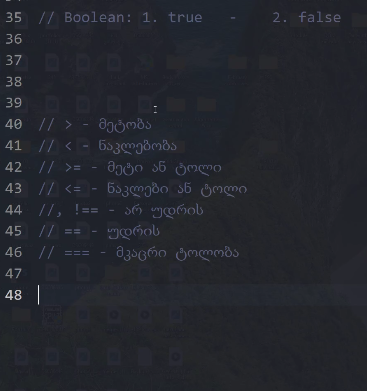 35 // Boolean: 1. true - 2. false
36
37
38
39
40 // > - მეტობა
41 // < - ნაკლებობა
42 // >= - მეტი ან ტოლი
43 // <= - ნაკლები ან ტოლი
44 //, !== - არ უდრის
45 // == - უდრის
46 // === - მკაცრი ტოლობა
47
48